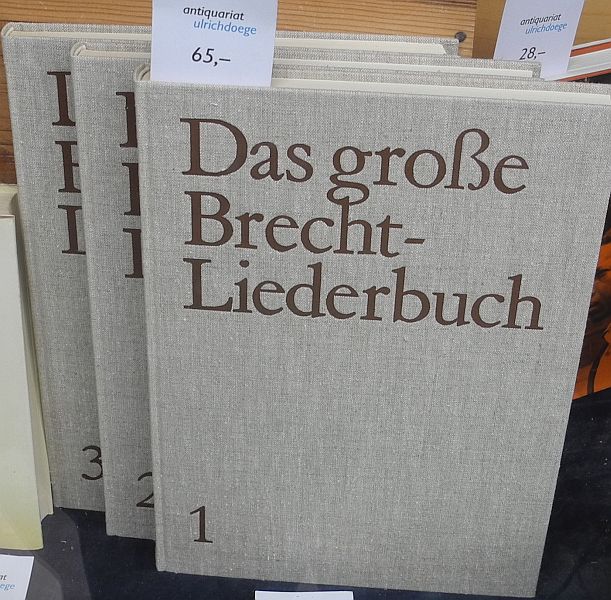 antiquariat
ulrichdoege
65,–
antiquariat
ulrichdoege
28,–
Das große
Brecht-
Liederbuch
1
2
3